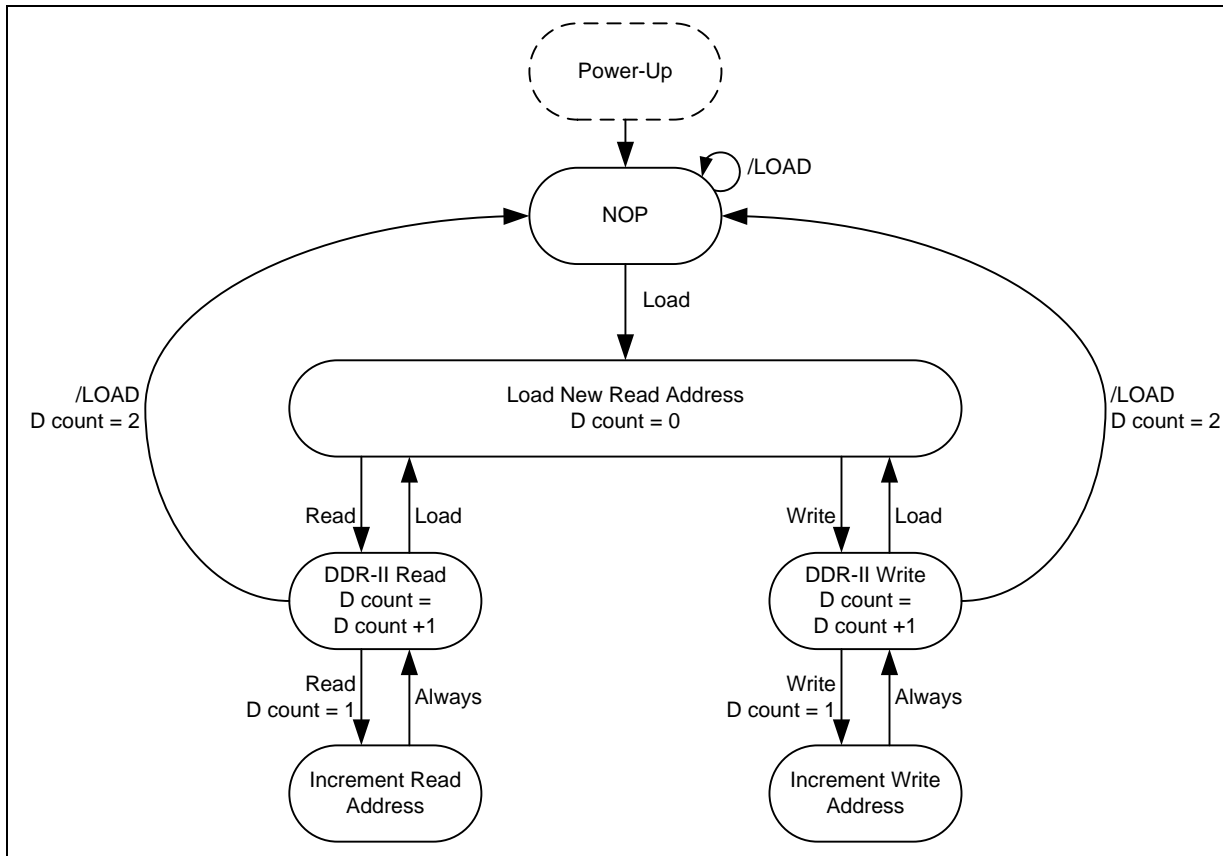 Power-Up
/LOAD
NOP
Load
/LOAD
D count = 2
Load New Read Address
D count = 0
/LOAD
D count = 2
Read
Load
Write
Load
DDR-II Read
D count =
D count +1
DDR-II Write
D count =
D count +1
Read
D count = 1
Always
Write
D count = 1
Always
Increment Read
Address
Increment Write
Address